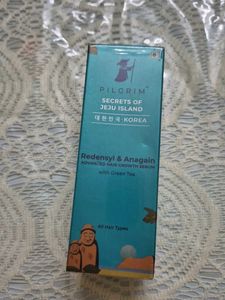 PILGRIM™
SECRETS OF
JEJU ISLAND
대한민국·KOREA
Redensyl & Anagain
ADVANCED HAIR GROWTH SERUM
with Green Tea
All Hair Types